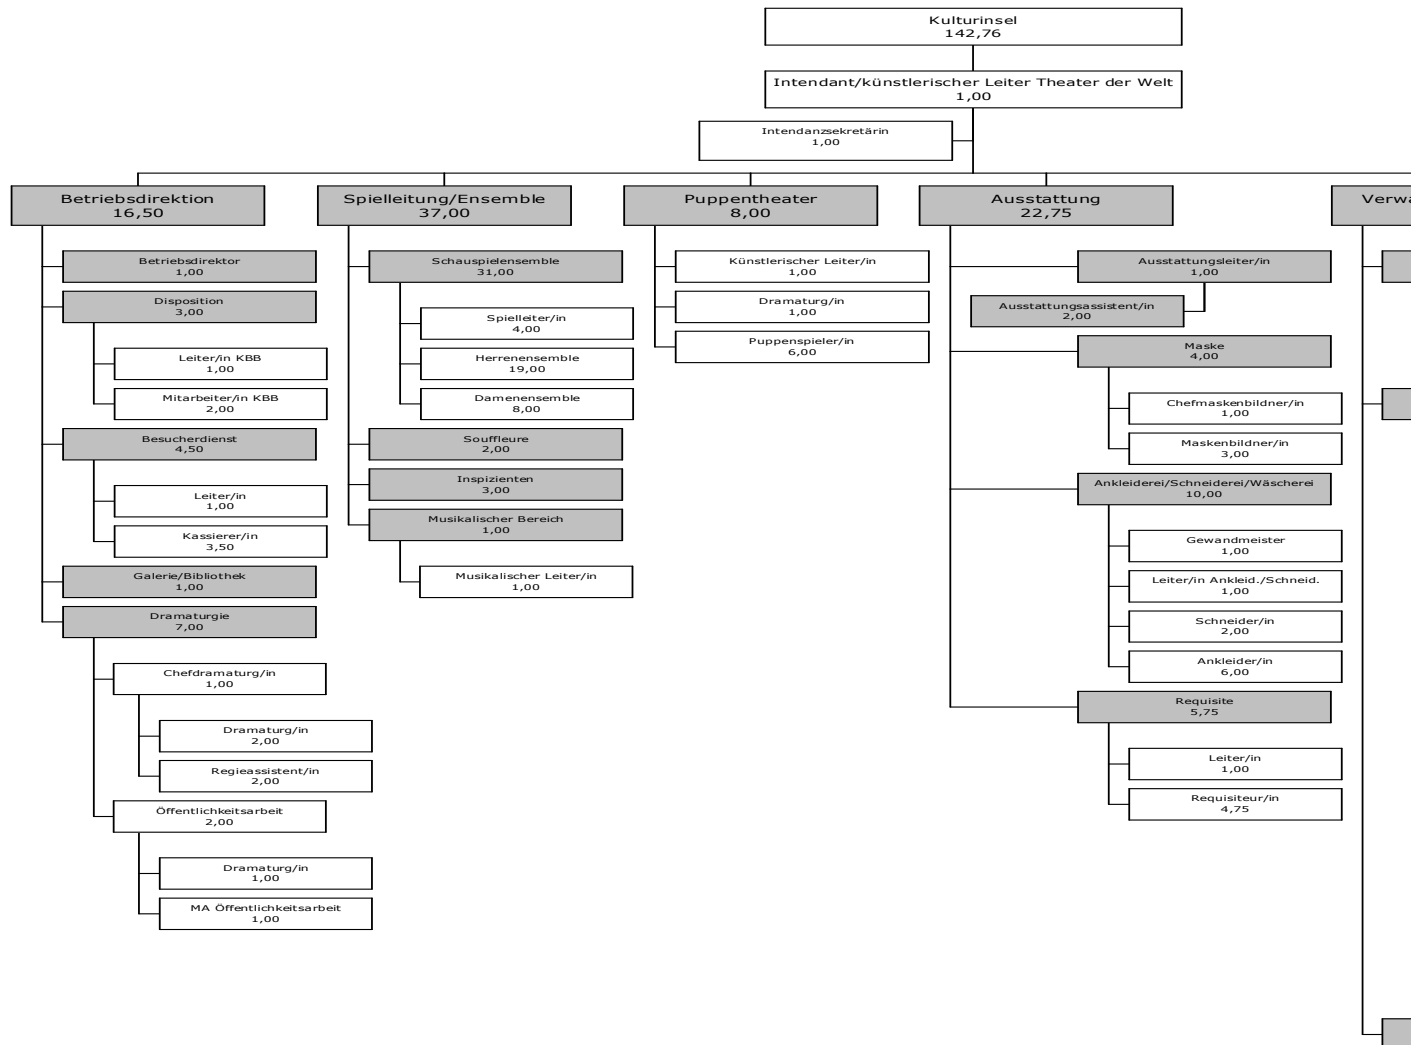 Kulturinsel
142,76
Intendant/künstlerischer Leiter Theater der Welt
1,00
Intendanzsekretärin
1,00
Betriebsdirektion
16,50
Betriebsdirektor
1,00
Disposition
3,00
Leiter/in KBB
1,00
Mitarbeiter/in KBB
2,00
Besucherdienst
4,50
Leiter/in
1,00
Kassierer/in
3,50
Galerie/Bibliothek
1,00
Dramaturgie
7,00
Chefdramaturg/in
1,00
Dramaturg/in
2,00
Regieassistent/in
2,00
Öffentlichkeitsarbeit
2,00
Dramaturg/in
1,00
MA Öffentlichkeitsarbeit
1,00
Spielleitung/Ensemble
37,00
Schauspielensemble
31,00
Spielleiter/in
4,00
Herrenensemble
19,00
Damenensemble
8,00
Souffleure
2,00
Inspizienten
3,00
Musikalischer Bereich
1,00
Musikalischer Leiter/in
1,00
Puppentheater
8,00
Künstlerischer Leiter/in
1,00
Dramaturg/in
1,00
Puppenspieler/in
6,00
Ausstattung
22,75
Ausstattungsleiter/in
1,00
Ausstattungsassistent/in
2,00
Maske
4,00
Chefmaskenbildner/in
1,00
Maskenbildner/in
3,00
Ankleiderei/Schneiderei/Wäscherei
10,00
Gewandmeister
1,00
Leiter/in Ankleid./Schneid.
1,00
Schneider/in
2,00
Ankleider/in
6,00
Requisite
5,75
Leiter/in
1,00
Requisiteur/in
4,75
Verwa